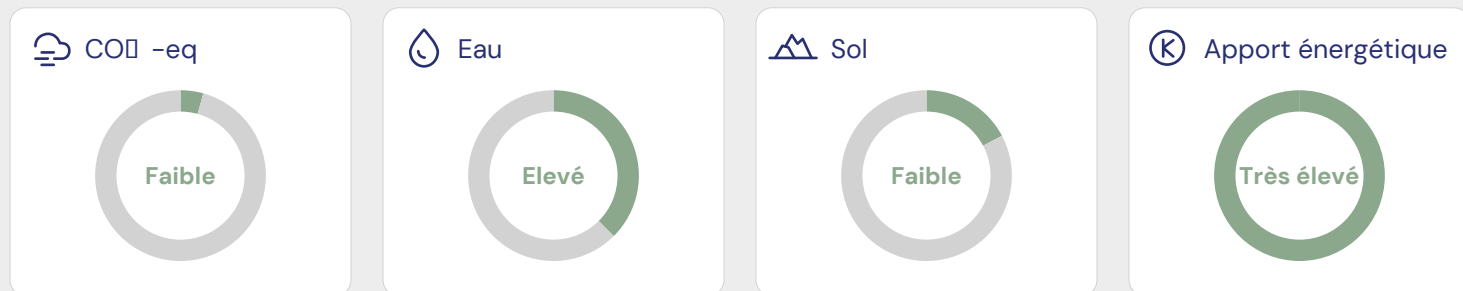 CO▯ -eq
Eau
Sol
Apport énergétique
Faible
Elevé
Faible
Très élevé